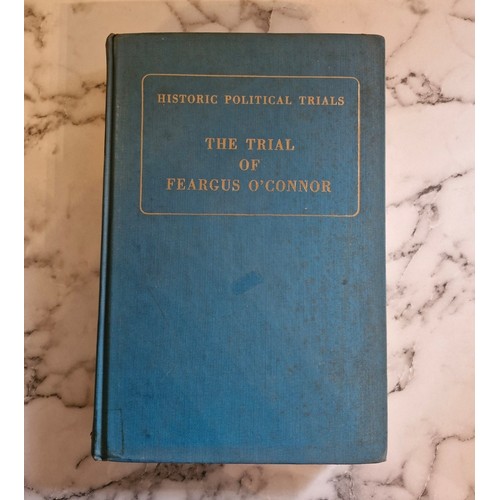 HISTORIC POLITICAL TRIALS
THE TRIAL
OF
FEARGUS O'CONNOR